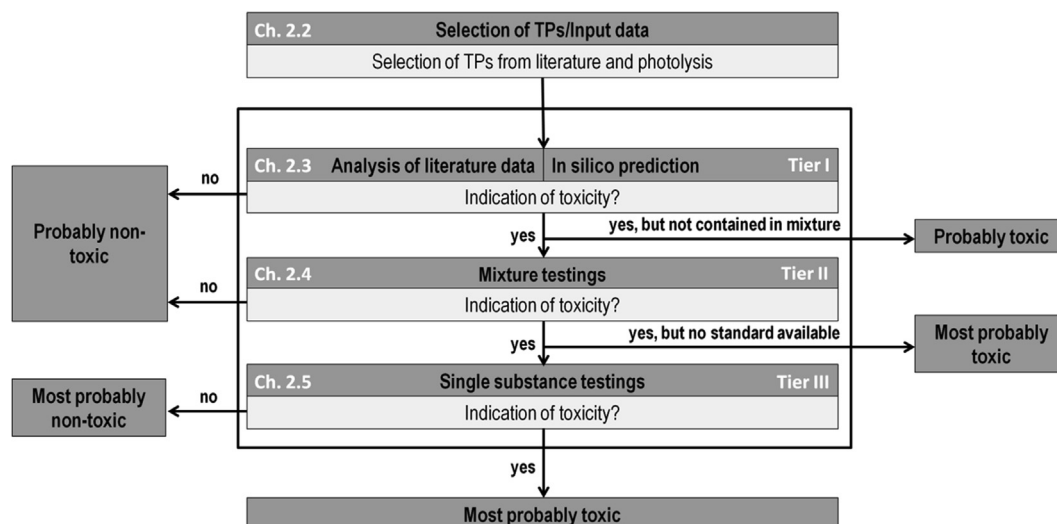 Ch. 2.2 Selection of TPs/Input data
Selection of TPs from literature and photolysis
Ch. 2.3 Analysis of literature data In silico prediction Tier I
no
Indication of toxicity?
Probably non-
toxic
yes
yes, but not contained in mixture
Probably toxic
Ch. 2.4 Mixture testings Tier II
no
Indication of toxicity?
yes
yes, but no standard available
Most probably
toxic
Ch. 2.5 Single substance testings Tier III
Most probably
non-toxic
no
Indication of toxicity?
yes
Most probably toxic